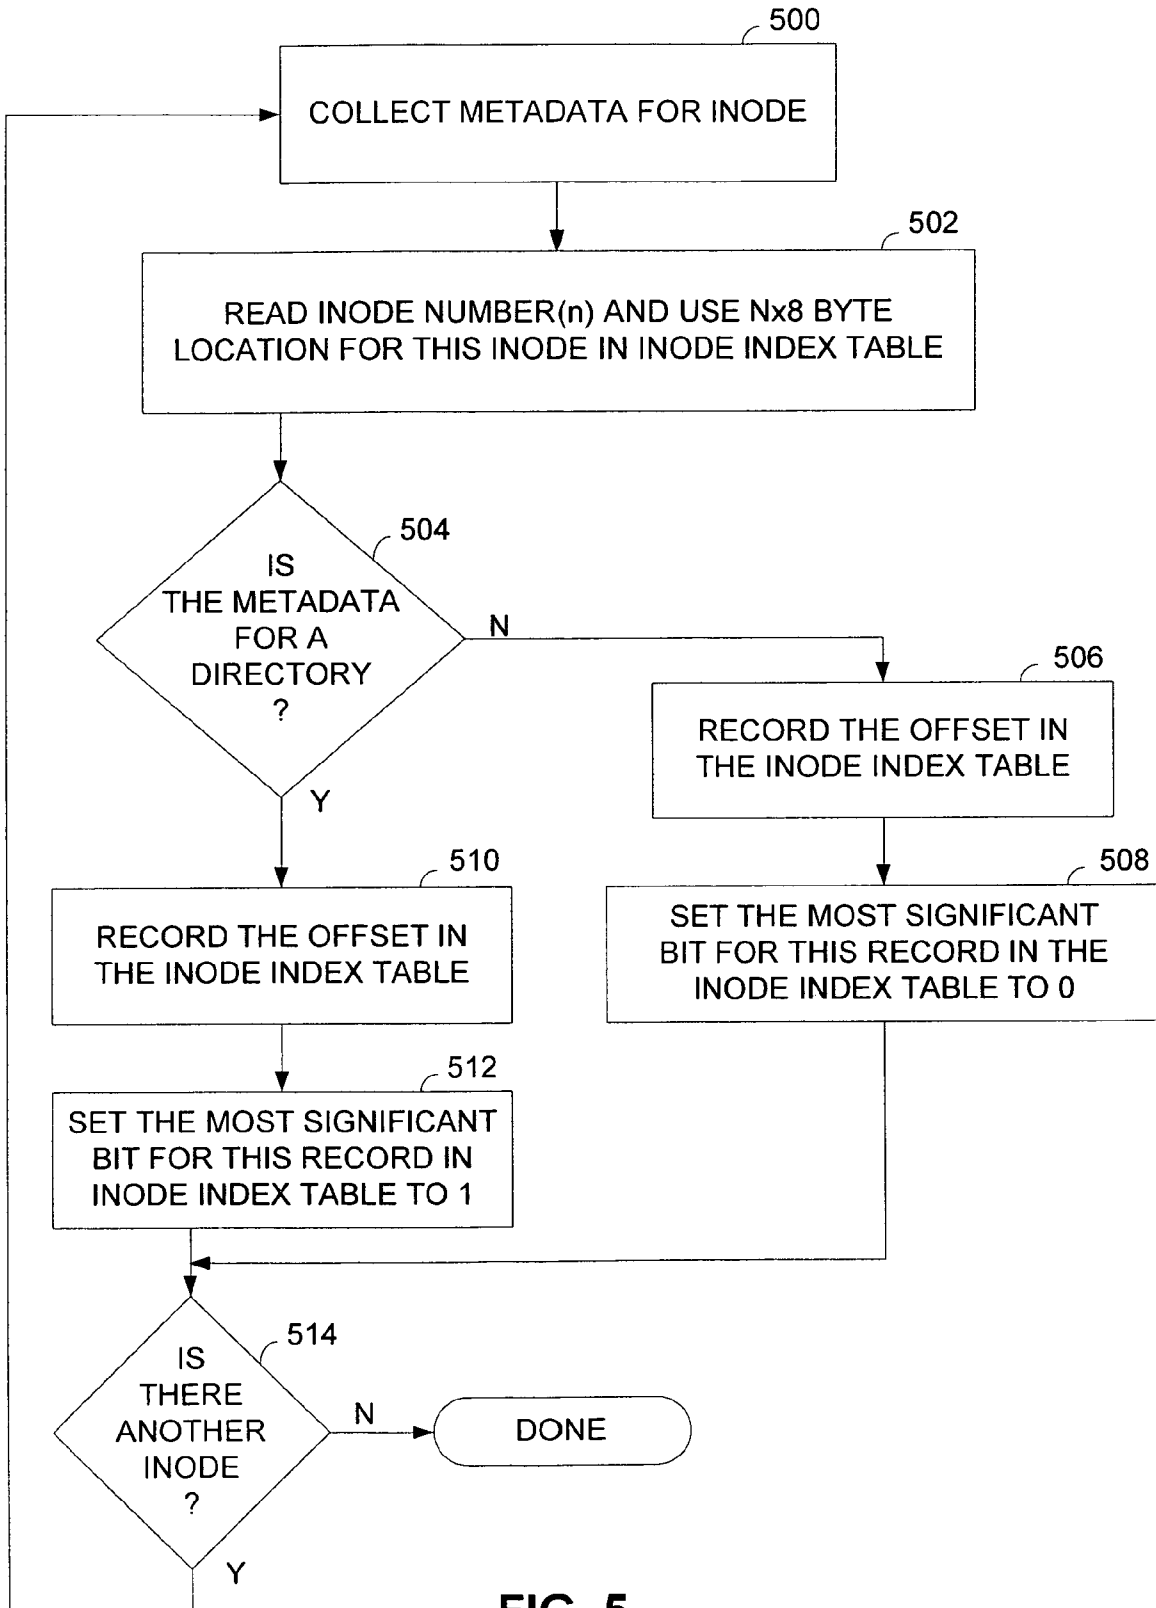 500
COLLECT METADATA FOR INODE
502
READ INODE NUMBER(n) AND USE Nx8 BYTE
LOCATION FOR THIS INODE IN INODE INDEX TABLE
504
IS
THE METADATA
FOR A
DIRECTORY
?
N
Y
506
RECORD THE OFFSET IN
THE INODE INDEX TABLE
508
SET THE MOST SIGNIFICANT
BIT FOR THIS RECORD IN THE
INODE INDEX TABLE TO 0
510
RECORD THE OFFSET IN
THE INODE INDEX TABLE
512
SET THE MOST SIGNIFICANT
BIT FOR THIS RECORD IN
INODE INDEX TABLE TO 1
514
IS
THERE
ANOTHER
INODE
?
N
DONE
Y
FIG. 5